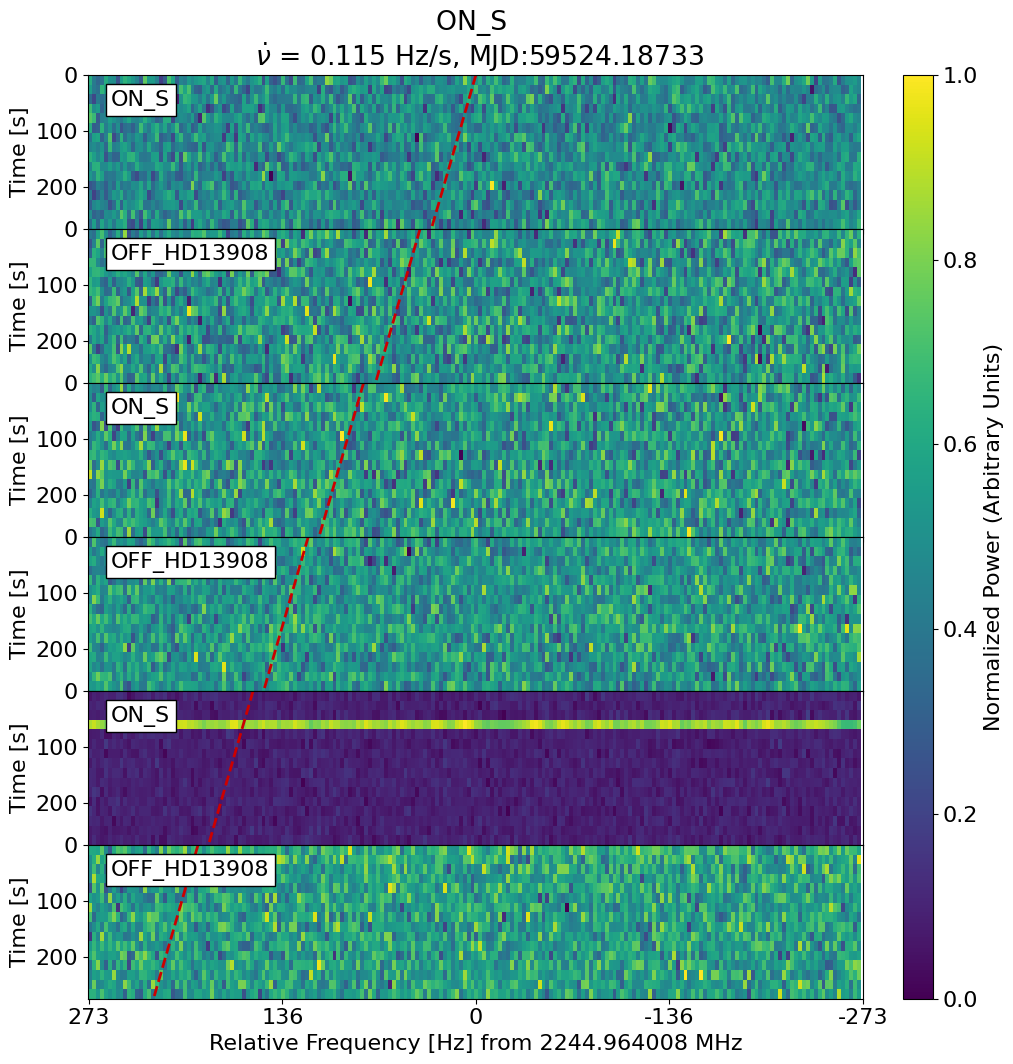 ON_S
ν̇ = 0.115 Hz/s, MJD:59524.18733
0
100
200
Time [s]
ON_S
0
100
200
Time [s]
OFF_HD13908
0
100
200
Time [s]
ON_S
0
100
200
Time [s]
OFF_HD13908
0
100
200
Time [s]
ON_S
0
100
200
Time [s]
OFF_HD13908
273 136 0 -136 -273
Relative Frequency [Hz] from 2244.964008 MHz
1.0
0.8
0.6
0.4
0.2
0.0
Normalized Power (Arbitrary Units)